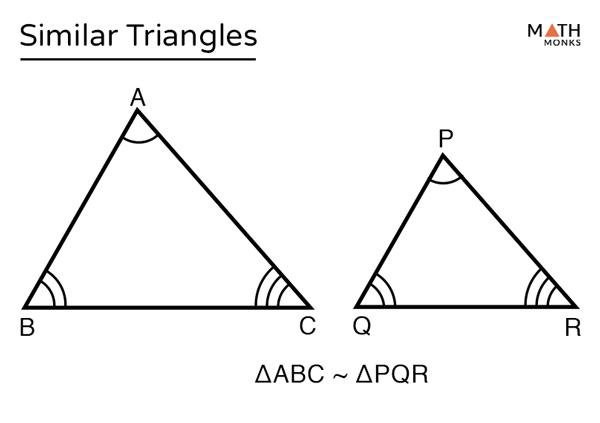 Similar Triangles
MATH
MONKS
A
P
B
C
Q
R
ΔABC ~ ΔPQR